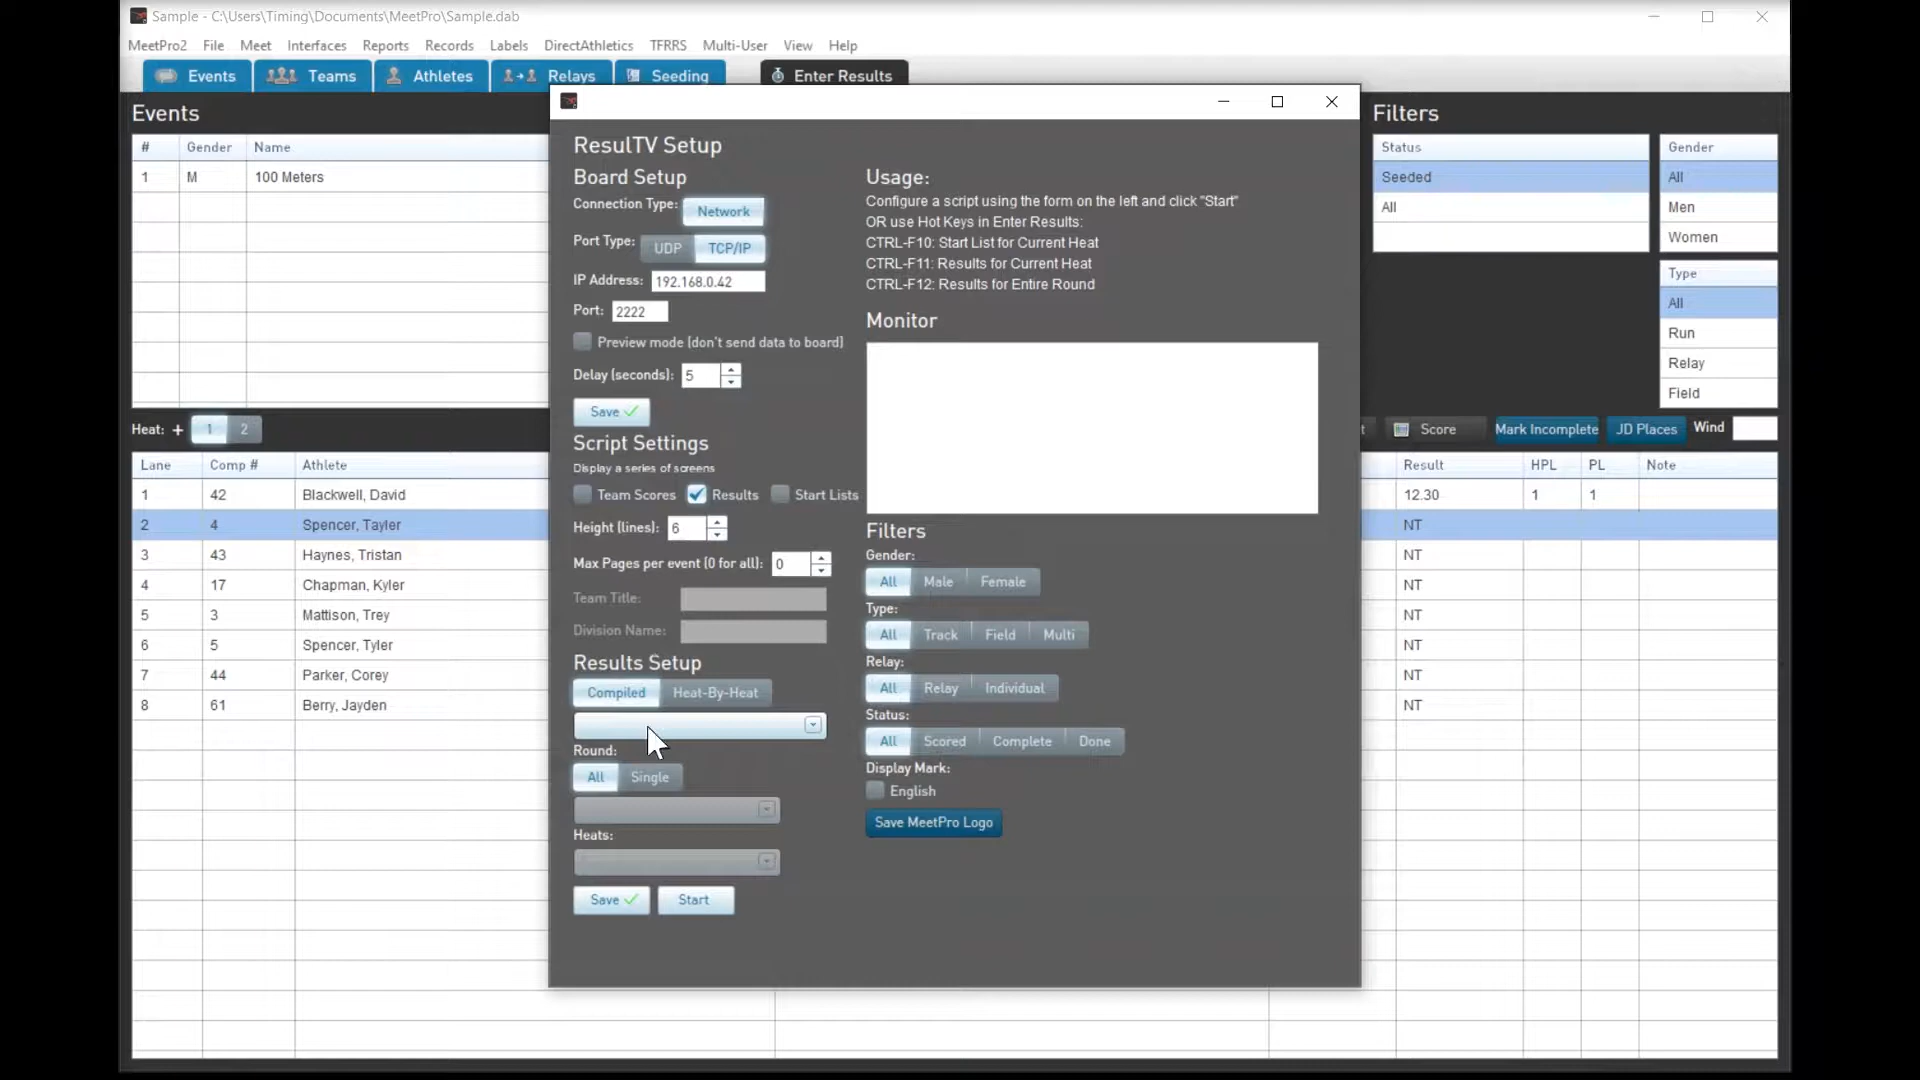 Sample - C:\Users\Timing\Documents\MeetPro\Sample.dab
MeetPro2 File Meet Interfaces Reports Records Labels DirectAthletics TFRRS Multi-User View Help
Events Teams Athletes Relays Seeding Enter Results
Events
# Gender Name
1 M 100 Meters
Heat: + 1 2
Lane Comp # Athlete
1 42 Blackwell, David
2 4 Spencer, Tayler
3 43 Haynes, Tristan
4 17 Chapman, Kyler
5 3 Mattison, Trey
6 5 Spencer, Tyler
7 44 Parker, Corey
8 61 Berry, Jayden
ResulTV Setup
Board Setup
Connection Type: Network
Port Type: UDP TCP/IP
IP Address: 192.168.0.42
Port: 2222
Preview mode (don't send data to board)
Delay (seconds): 5
Save
Script Settings
Display a series of screens
Team Scores Results Start Lists
Height (lines): 6
Max Pages per event (0 for all): 0
Team Title:
Division Name:
Results Setup
Compiled Heat-By-Heat
Round:
All Single
Heats:
Save Start
Usage:
Configure a script using the form on the left and click "Start"
OR use Hot Keys in Enter Results:
CTRL-F10: Start List for Current Heat
CTRL-F11: Results for Current Heat
CTRL-F12: Results for Entire Round
Monitor
Filters
Gender:
All Male Female
Type:
All Track Field Multi
Relay:
All Relay Individual
Status:
All Scored Complete Done
Display Mark:
English
Save MeetPro Logo
Filters
Status
Seeded
All
Gender
All
Men
Women
Type
All
Run
Relay
Field
t Score Mark Incomplete JD Places Wind
Result HPL PL Note
12.30 1 1
NT
NT
NT
NT
NT
NT
NT